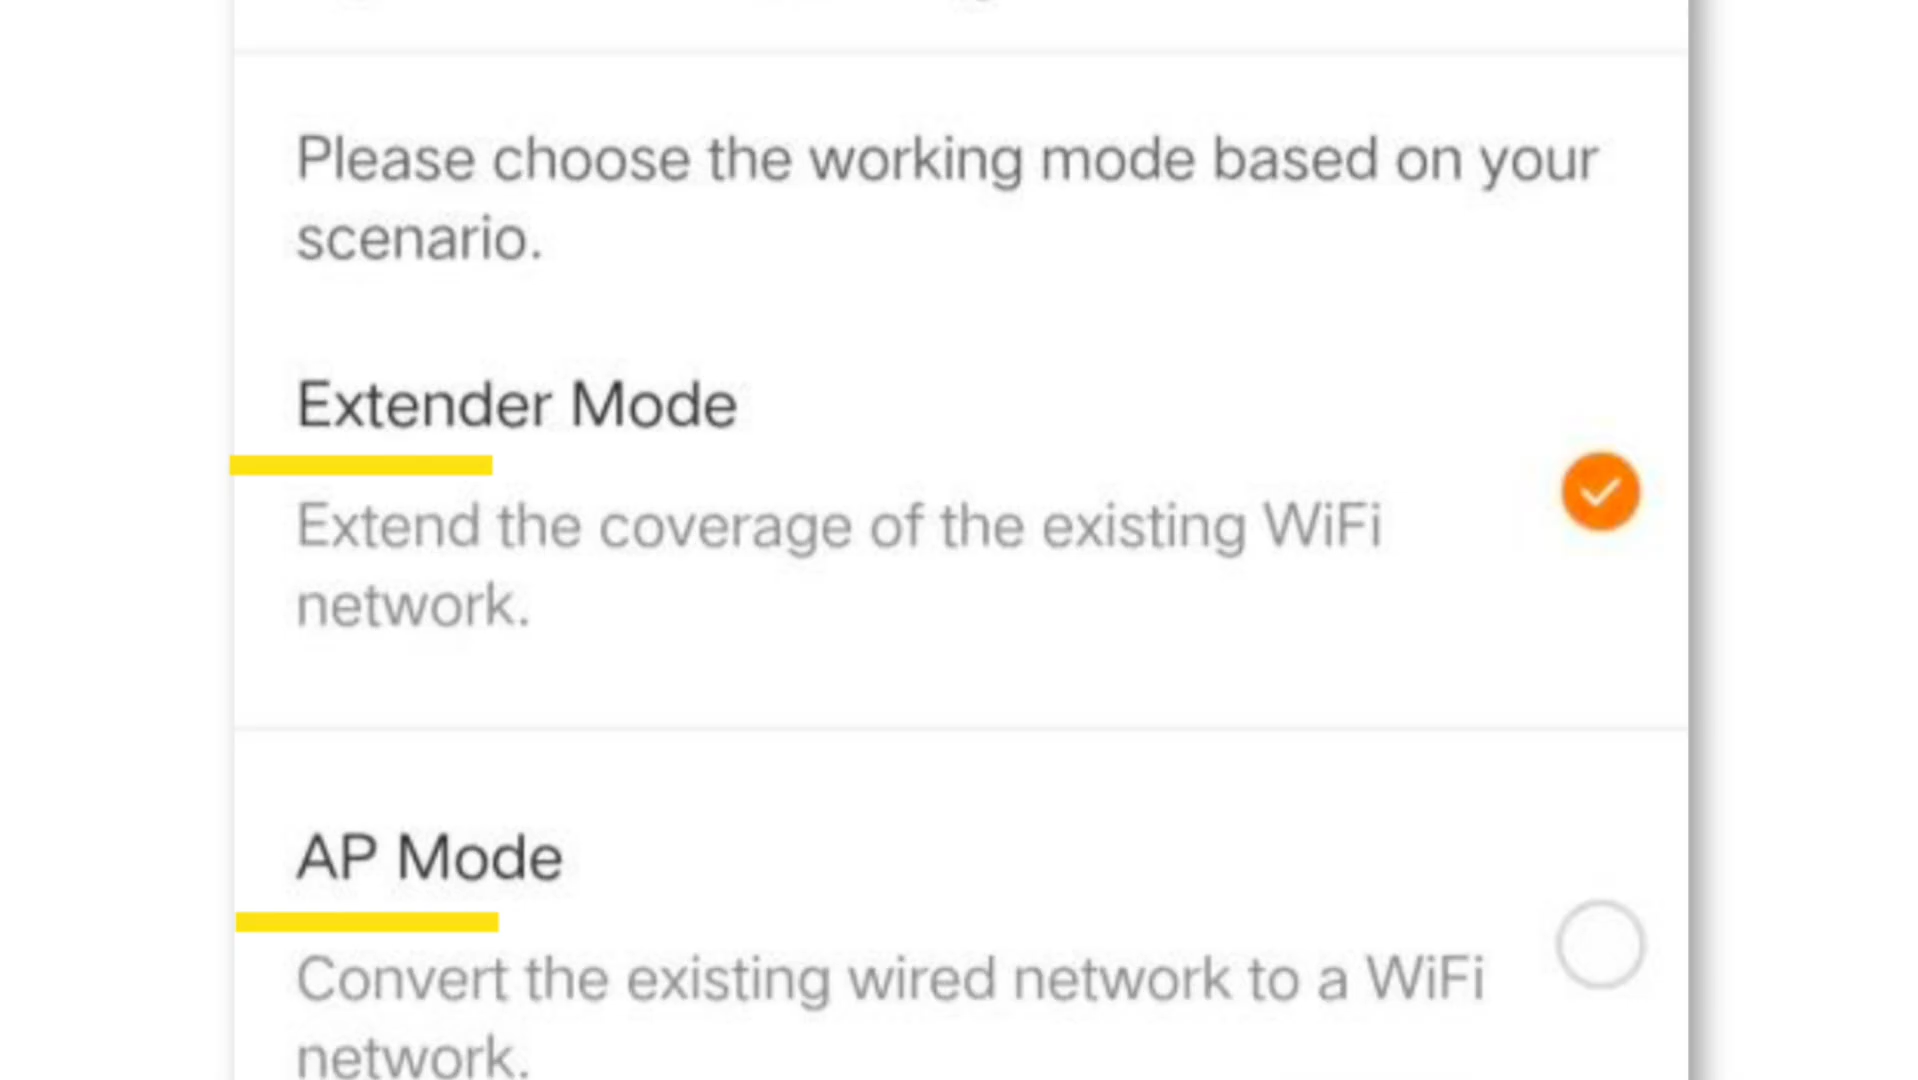 Please choose the working mode based on your
scenario.
Extender Mode
Extend the coverage of the existing WiFi
network.
AP Mode
Convert the existing wired network to a WiFi
network.